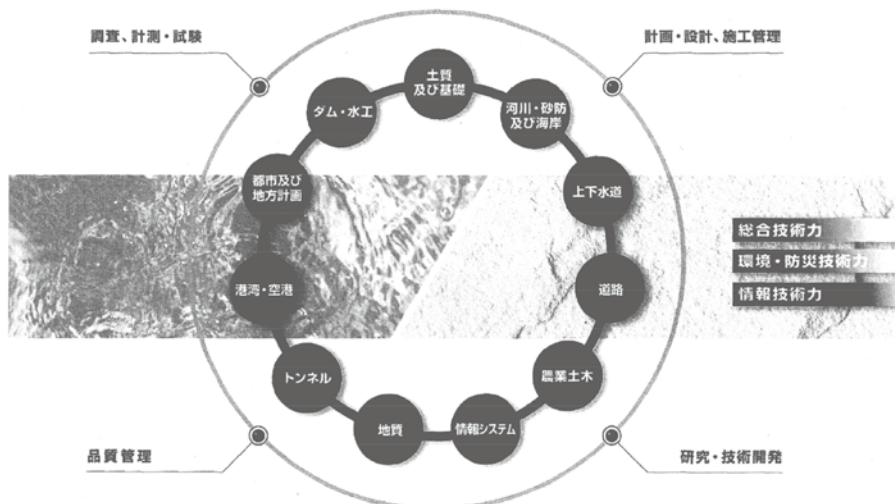 調査、計測・試験
計画・設計、施工管理
土質
及び基礎
ダム・水工
河川・砂防
及び海岸
都市及び
地方計画
上下水道
港湾・空港
道路
総合技術力
環境・防災技術力
情報技術力
トンネル
農業土木
地質
情報システム
品質管理
研究・技術開発